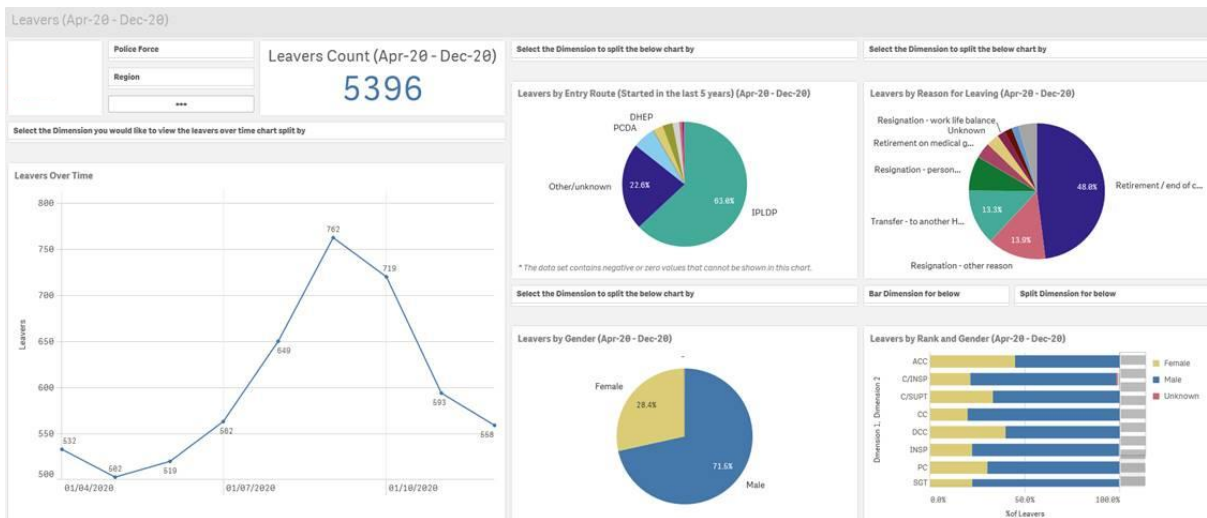 Leavers (Apr-20 - Dec-20)
Police Force
Region
•••
Leavers Count (Apr-20 - Dec-20)
5396
Select the Dimension you would like to view the leavers over time chart split by
Leavers Over Time
800
750
700
650
600
550
500
Leavers
532
502
519
562
649
762
719
593
558
01/04/2020
01/07/2020
01/10/2020
Select the Dimension to split the below chart by
Leavers by Entry Route (Started in the last 5 years) (Apr-20 - Dec-20)
DHEP
PCDA
Other/unknown
22.6%
63.0%
IPLDP
* The data set contains negative or zero values that cannot be shown in this chart.
Select the Dimension to split the below chart by
Leavers by Reason for Leaving (Apr-20 - Dec-20)
Resignation - work life balance
Unknown
Retirement on medical g...
Resignation - person...
Transfer - to another H...
Resignation - other reason
Retirement / end of c...
48.0%
13.3%
13.9%
Select the Dimension to split the below chart by
Leavers by Gender (Apr-20 - Dec-20)
-
Female
28.4%
71.5%
Male
Bar Dimension for below
Split Dimension for below
Leavers by Rank and Gender (Apr-20 - Dec-20)
Dimension 1, Dimension 2
ACC
C/INSP
C/SUPT
CC
DCC
INSP
PC
SGT
0.0%
50.0%
100.0%
%of Leavers
Female
Male
Unknown